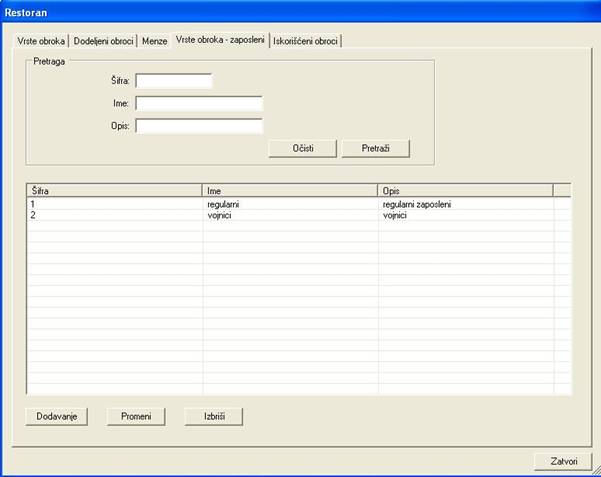 Restoran
Vrste obroka Dodeljeni obroci Menze Vrste obroka - zaposleni Iskorišćeni obroci
Pretraga
Šifra:
Ime:
Opis:
Očisti Pretraži
Šifra Ime Opis
1 regularni regularni zaposleni
2 vojnici vojnici
Dodavanje Promeni Izbriši
Zatvori